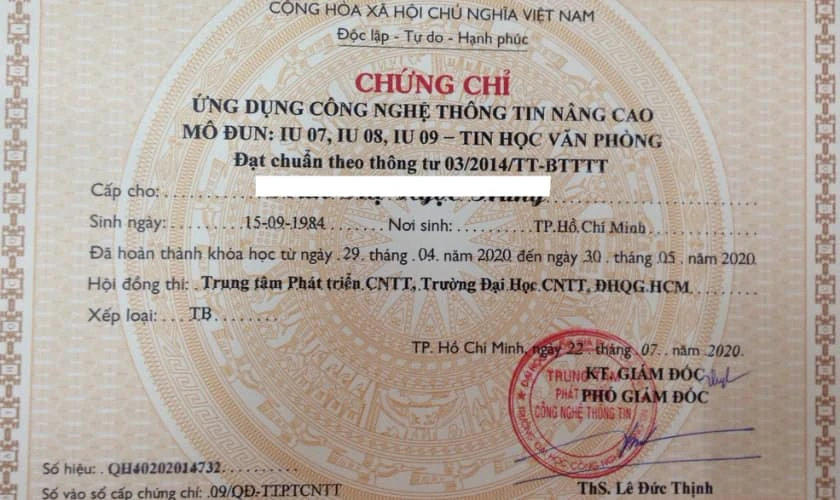 CỘNG HÒA XÃ HỘI CHỦ NGHĨA VIỆT NAM
Độc lập - Tự do - Hạnh phúc
CHỨNG CHỈ
ỨNG DỤNG CÔNG NGHỆ THÔNG TIN NÂNG CAO
MÔ ĐUN: IU 07, IU 08, IU 09 – TIN HỌC VĂN PHÒNG
Đạt chuẩn theo thông tư 03/2014/TT-BTTTT
Cấp cho:
Sinh ngày: 15-09-1984 Nơi sinh: TP.Hồ Chí Minh
Đã hoàn thành khóa học từ ngày 29 tháng 04 năm 2020 đến ngày 30 tháng 05 năm 2020
Hội đồng thi: Trung tâm Phát triển CNTT, Trường Đại Học CNTT, ĐHQG.HCM
Xếp loại: TB
TP. Hồ Chí Minh, ngày 22 tháng 07 năm 2020.
KT. GIÁM ĐỐC
PHÓ GIÁM ĐỐC
TRUNG TÂM
PHÁT
CÔNG NGHỆ THÔNG TIN
Số hiệu: QH40202014732
Số vào sổ cấp chứng chỉ: 09/QĐ-TTPTCNTT
ThS. Lê Đức Thịnh